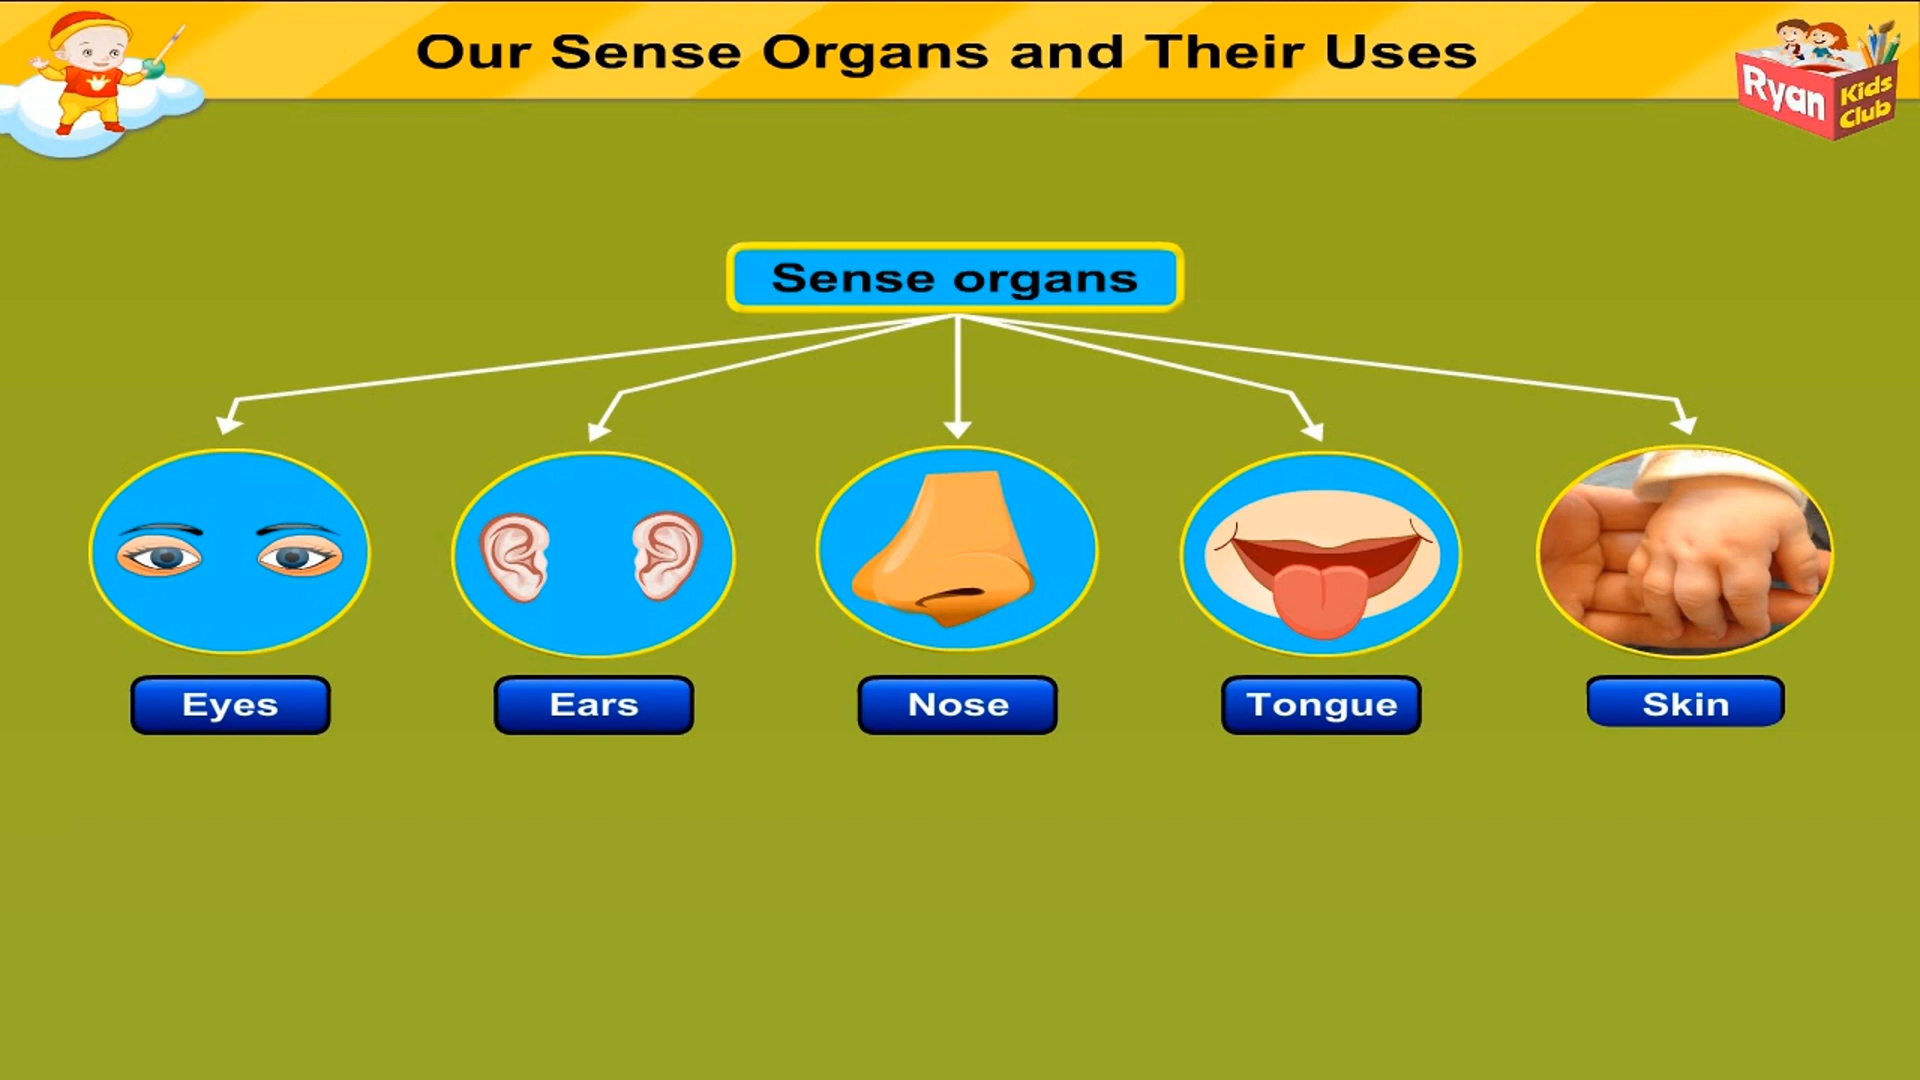 Our Sense Organs and Their Uses
Ryan
Kids
Club
Sense organs
Eyes
Ears
Nose
Tongue
Skin